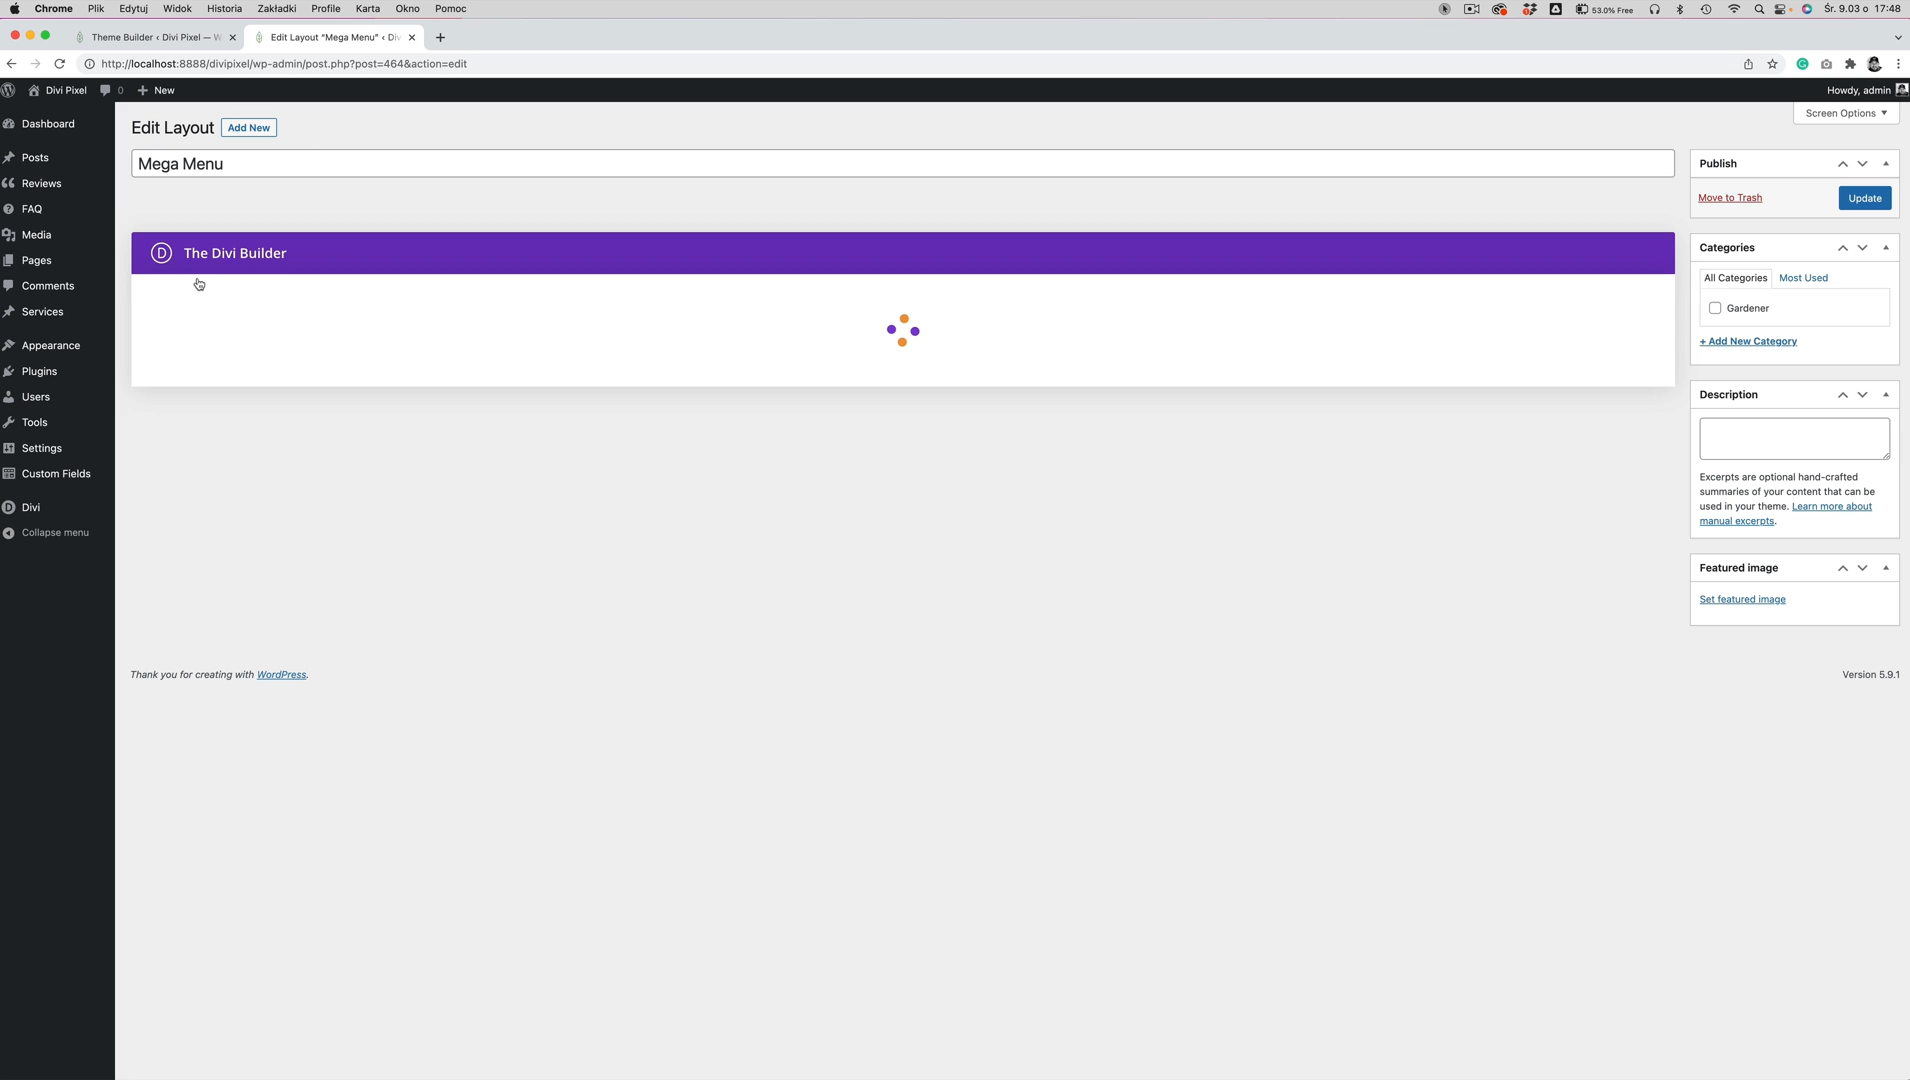 Chrome Plik Edytuj Widok Historia Zakładki Profile Karta Okno Pomoc 53.0% Free Śr. 9.03 o 17:48
Theme Builder ‹ Divi Pixel — W Edit Layout “Mega Menu” ‹ Div
http://localhost:8888/divipixel/wp-admin/post.php?post=464&action=edit
Divi Pixel 0 New Howdy, admin
Screen Options
Dashboard
Posts
Reviews
FAQ
Media
Pages
Comments
Services
Appearance
Plugins
Users
Tools
Settings
Custom Fields
Divi
Collapse menu
Edit Layout Add New
Mega Menu
D The Divi Builder
Publish
Move to Trash Update
Categories
All Categories Most Used
Gardener
+ Add New Category
Description
Excerpts are optional hand-crafted
summaries of your content that can be
used in your theme. Learn more about
manual excerpts.
Featured image
Set featured image
Thank you for creating with WordPress. Version 5.9.1